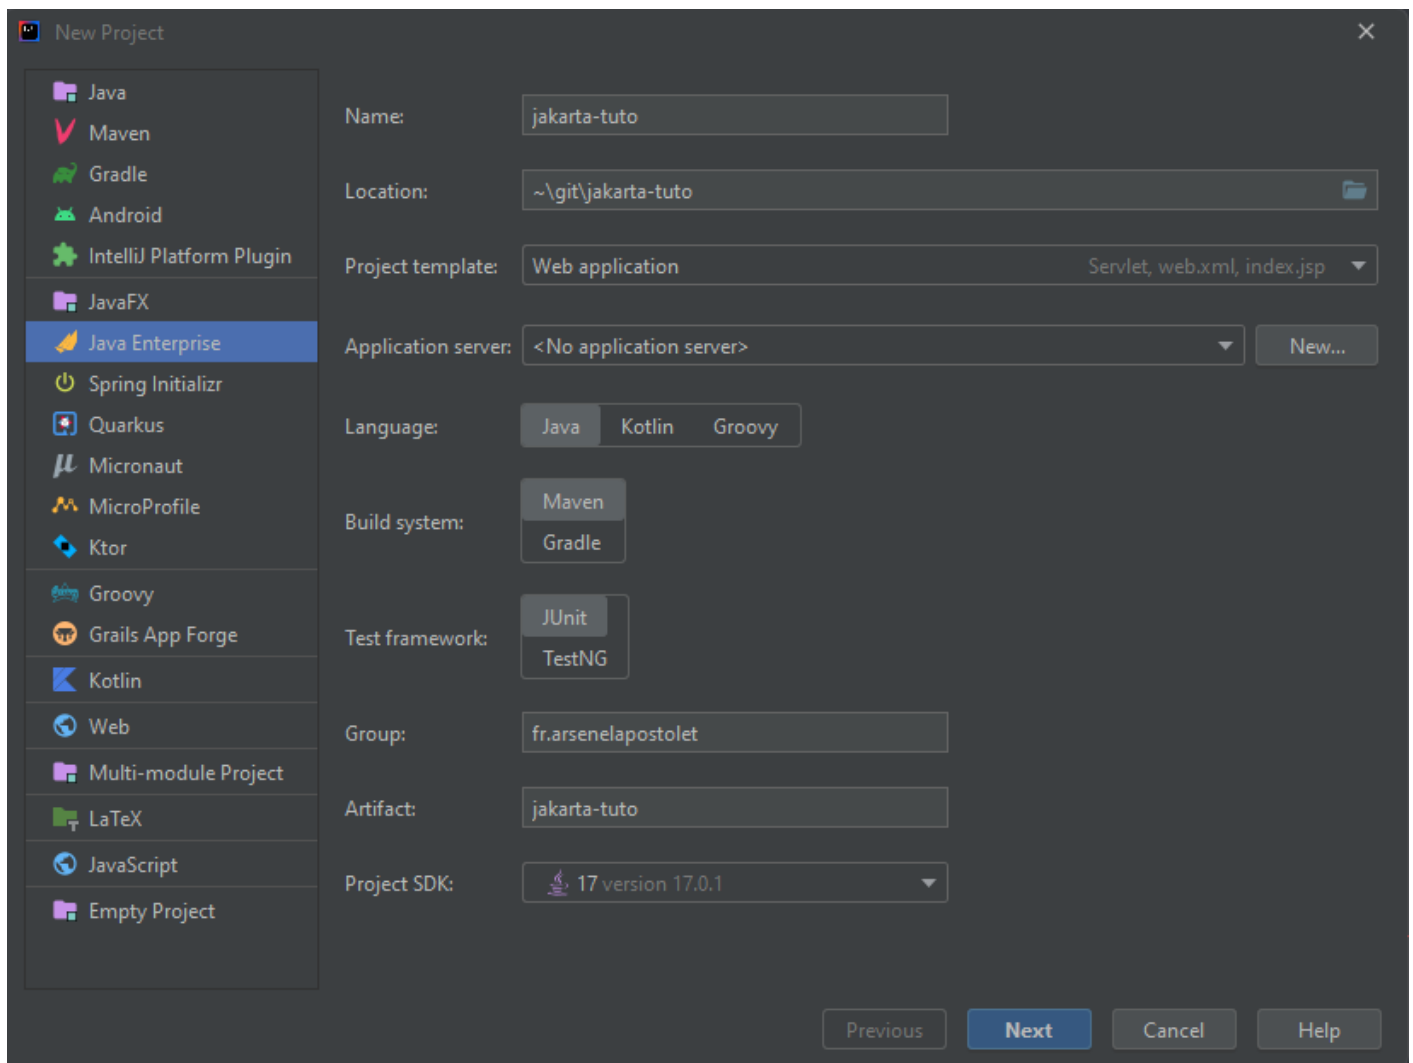 New Project
Java
Maven
Gradle
Android
IntelliJ Platform Plugin
JavaFX
Java Enterprise
Spring Initializr
Quarkus
Micronaut
MicroProfile
Ktor
Groovy
Grails App Forge
Kotlin
Web
Multi-module Project
LaTeX
JavaScript
Empty Project
Name: jakarta-tuto
Location: ~\git\jakarta-tuto
Project template: Web application Servlet, web.xml, index.jsp
Application server: <No application server> New...
Language: Java Kotlin Groovy
Build system: Maven
Gradle
Test framework: JUnit
TestNG
Group: fr.arsenelapostolet
Artifact: jakarta-tuto
Project SDK: 17 version 17.0.1
Previous Next Cancel Help